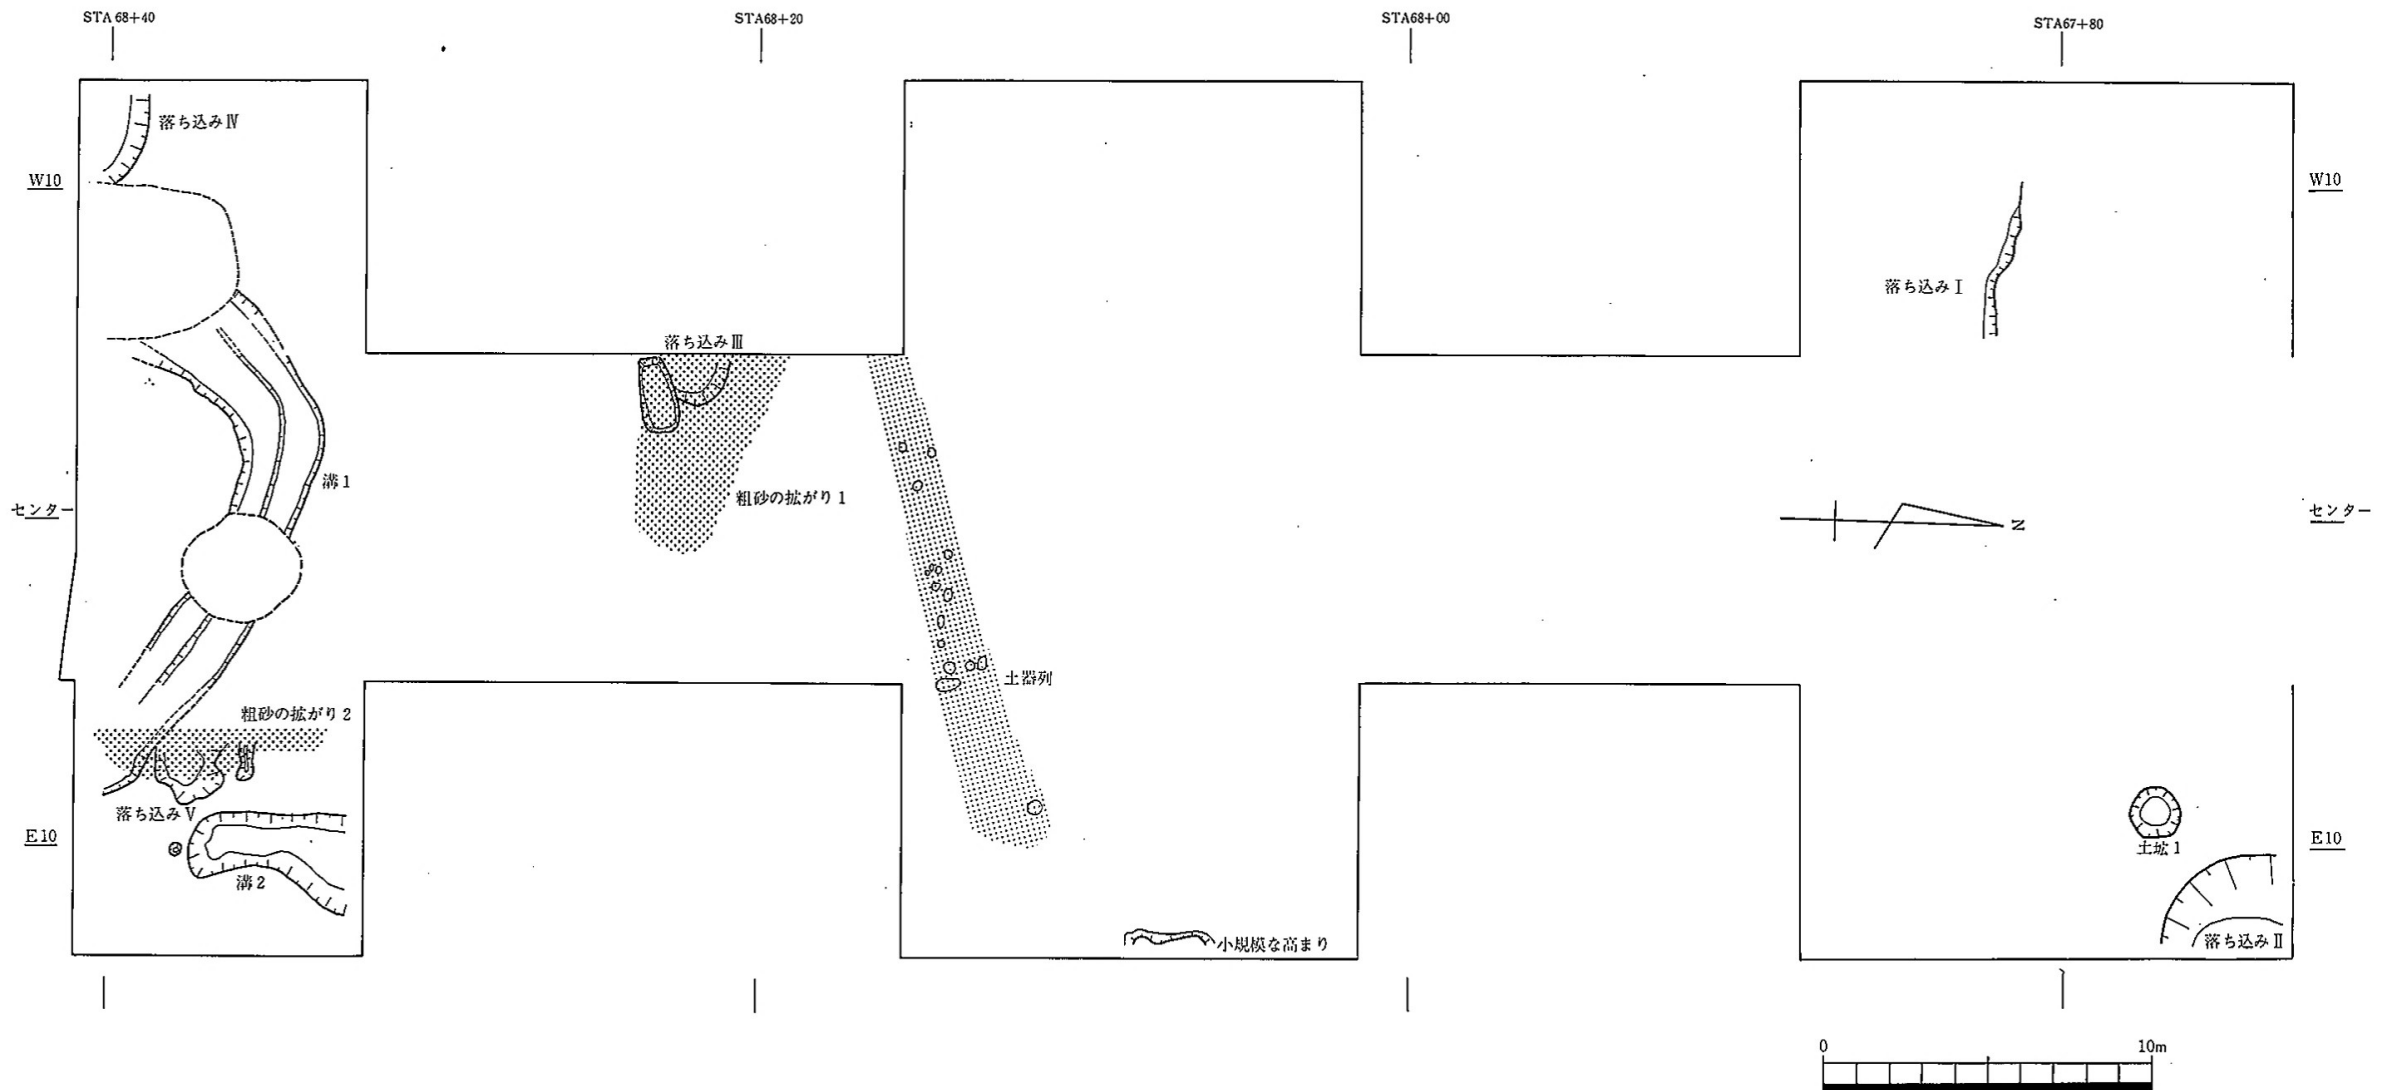 STA68+40
STA68+20
STA68+00
STA67+80
落ち込みⅣ
W10
W10
落ち込みⅠ
落ち込みⅢ
溝1
粗砂の拡がり1
センター
センター
N
土器列
粗砂の拡がり2
落ち込みⅤ
E10
E10
土坑1
溝2
小規模な高まり
落ち込みⅡ
0
10m